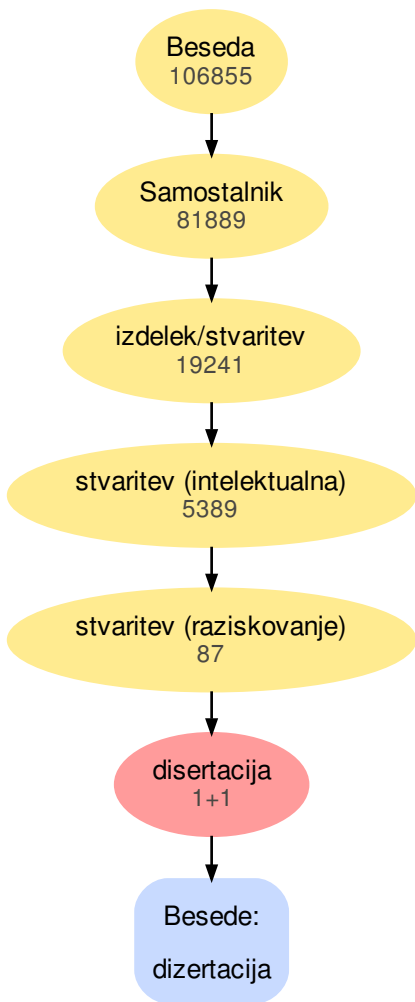 Beseda
106855
Samostalnik
81889
izdelek/stvaritev
19241
stvaritev (intelektualna)
5389
stvaritev (raziskovanje)
87
disertacija
1+1
Besede:
dizertacija